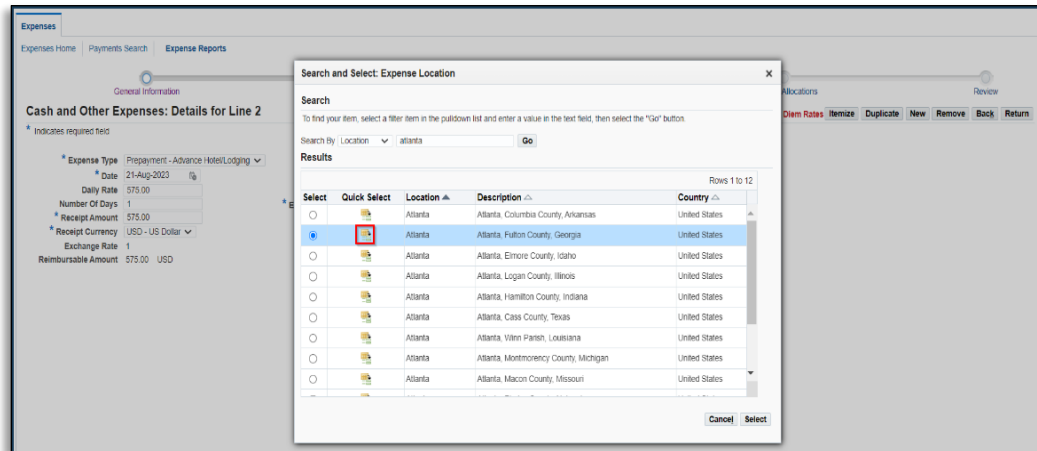 Expenses
Expenses Home Payments Search Expense Reports
General Information
Allocations
Review
Cash and Other Expenses: Details for Line 2
Diem Rates Itemize Duplicate New Remove Back Return
* Indicates required field
* Expense Type Prepayment - Advance Hotel/Lodging
* Date 21-Aug-2023
Daily Rate 575.00
Number Of Days 1
* E
* Receipt Amount 575.00
* Receipt Currency USD - US Dollar
Exchange Rate 1
Reimbursable Amount 575.00 USD
Search and Select: Expense Location
Search
To find your item, select a filter item in the pulldown list and enter a value in the text field, then select the "Go" button.
Search By Location atlanta Go
Results
Rows 1 to 12
Select Quick Select Location Description Country
Atlanta Atlanta, Columbia County, Arkansas United States
Atlanta Atlanta, Fulton County, Georgia United States
Atlanta Atlanta, Elmore County, Idaho United States
Atlanta Atlanta, Logan County, Illinois United States
Atlanta Atlanta, Hamilton County, Indiana United States
Atlanta Atlanta, Cass County, Texas United States
Atlanta Atlanta, Winn Parish, Louisiana United States
Atlanta Atlanta, Montmorency County, Michigan United States
Atlanta Atlanta, Macon County, Missouri United States
Cancel Select